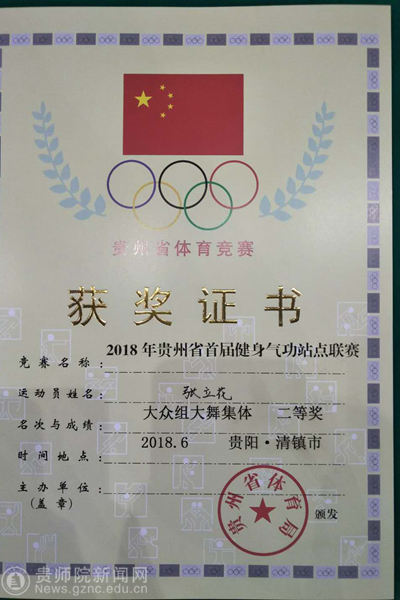 贵州省体育竞赛
获奖证书
竞赛名称: 2018年贵州省首届健身气功站点联赛
运动员姓名: 张立花
名次与成绩: 大众组大舞集体 二等奖
时间地点: 2018.6 贵阳·清镇市
主办单位:
(盖章)
贵州省体育局
颁发
贵师院新闻网
News.gznc.edu.cn